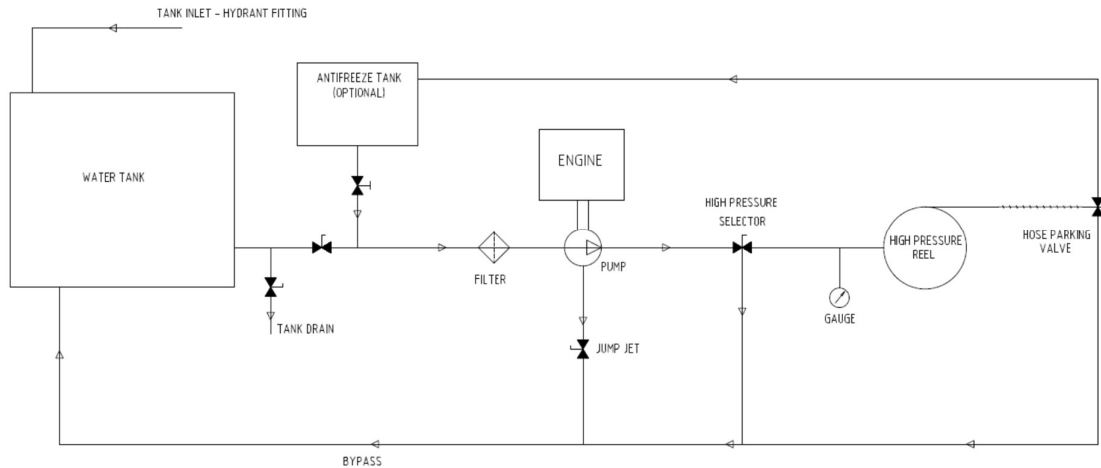 TANK INLET - HYDRANT FITTING
ANTIFREEZE TANK
(OPTIONAL)
ENGINE
WATER TANK
HIGH PRESSURE
SELECTOR
HIGH PRESSURE
REEL
HOSE PARKING
VALVE
FILTER
PUMP
GAUGE
TANK DRAIN
JUMP JET
BYPASS